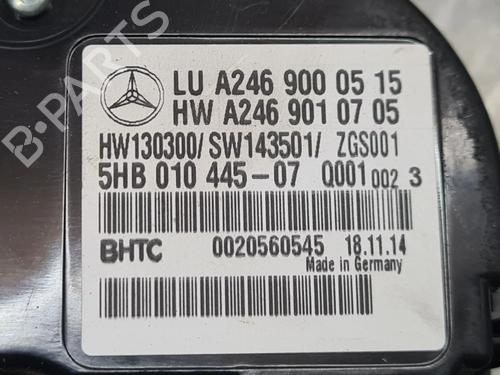 B-PARTS
LU A246 900 05 15
HW A246 901 07 05
HW130300/ SW143501/ ZGS001
5HB 010 445-07 Q001 002 3
BHTC 0020560545 18.11.14
Made in Germany